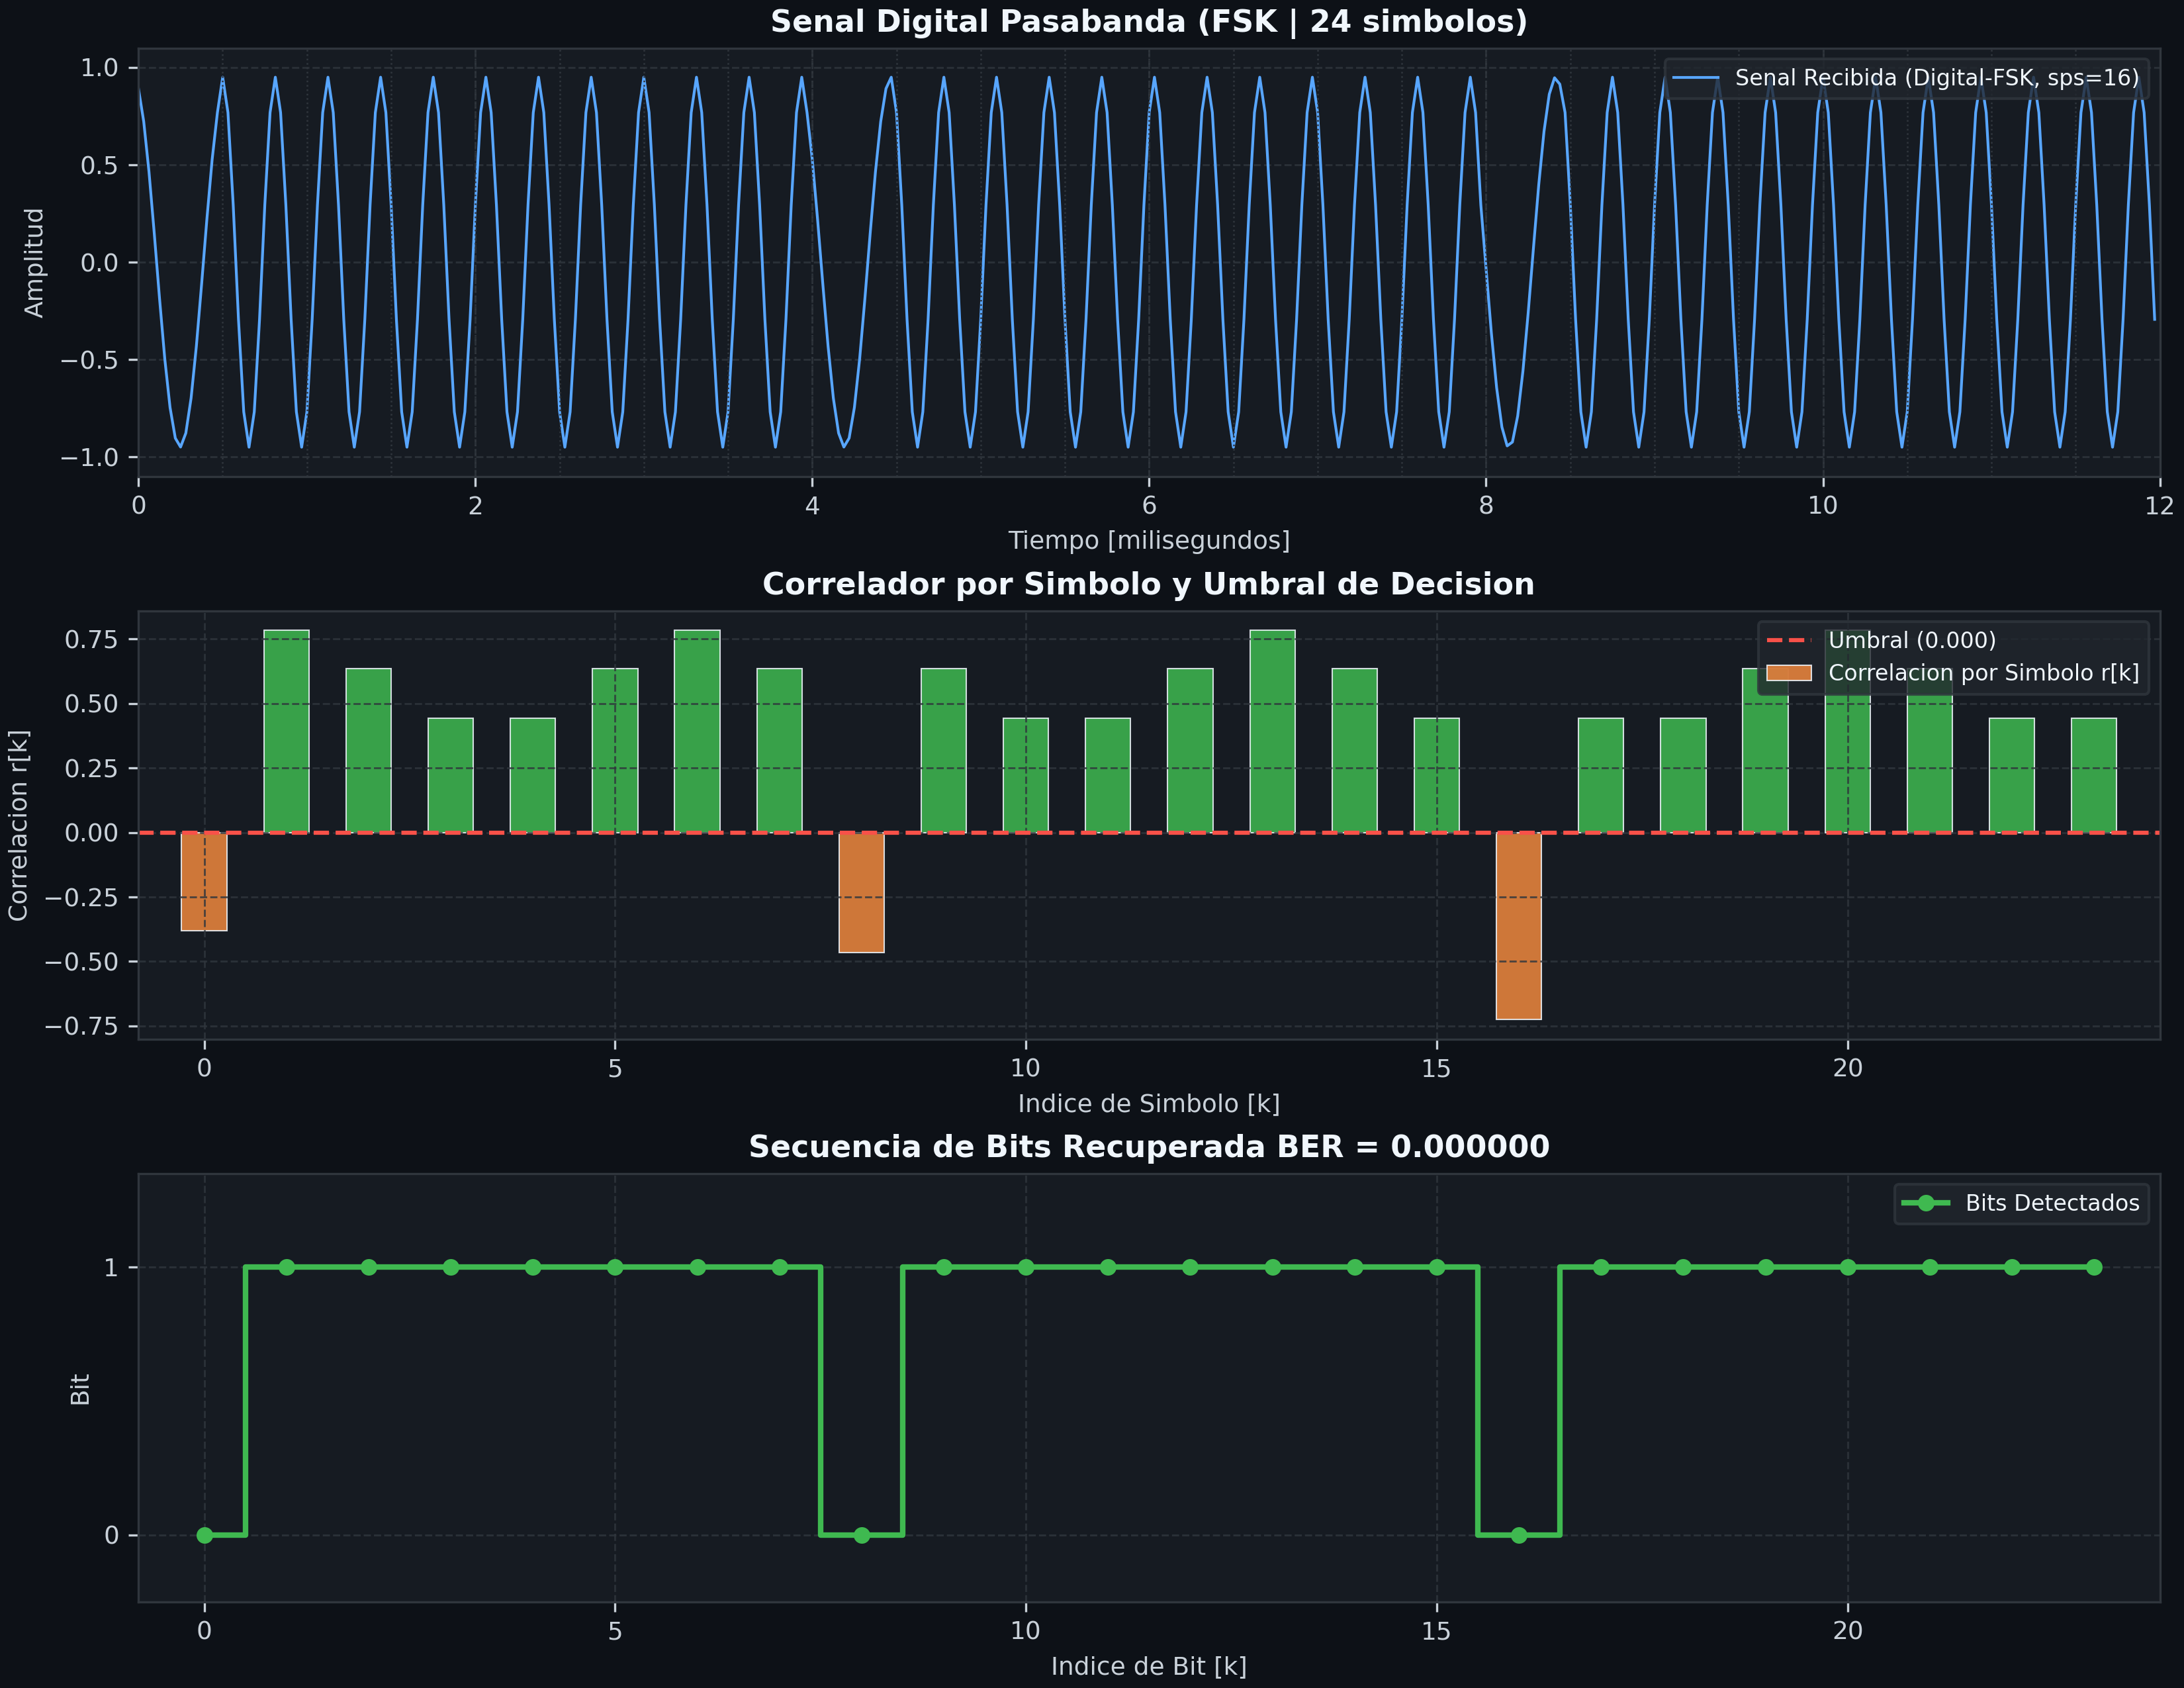 Senal Digital Pasabanda (FSK | 24 simbolos)
Senal Recibida (Digital-FSK, sps=16)
Amplitud
1.0
0.5
0.0
−0.5
−1.0
0 2 4 6 8 10 12
Tiempo [milisegundos]
Correlador por Simbolo y Umbral de Decision
Umbral (0.000)
Correlacion por Simbolo r[k]
Correlacion r[k]
0.75
0.50
0.25
0.00
−0.25
−0.50
−0.75
0 5 10 15 20
Indice de Simbolo [k]
Secuencia de Bits Recuperada BER = 0.000000
Bits Detectados
Bit
1
0
0 5 10 15 20
Indice de Bit [k]